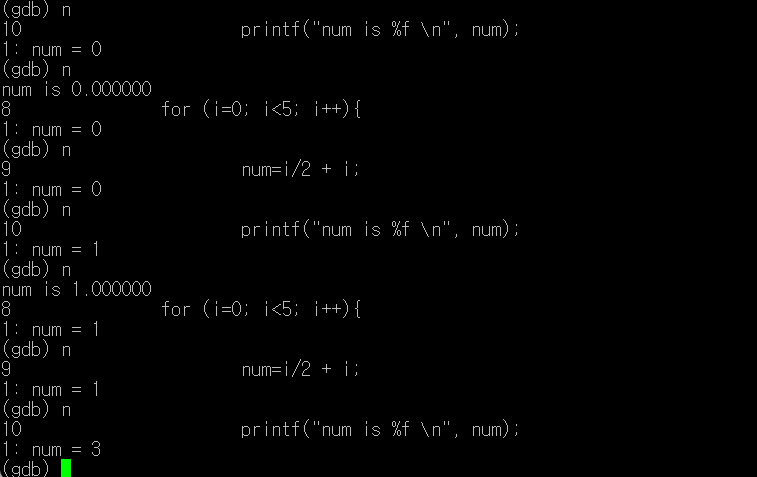 (gdb) n
10                      printf("num is %f \n", num);
1: num = 0
(gdb) n
num is 0.000000
8               for (i=0; i<5; i++){
1: num = 0
(gdb) n
9                       num=i/2 + i;
1: num = 0
(gdb) n
10                      printf("num is %f \n", num);
1: num = 1
(gdb) n
num is 1.000000
8               for (i=0; i<5; i++){
1: num = 1
(gdb) n
9                       num=i/2 + i;
1: num = 1
(gdb) n
10                      printf("num is %f \n", num);
1: num = 3
(gdb)